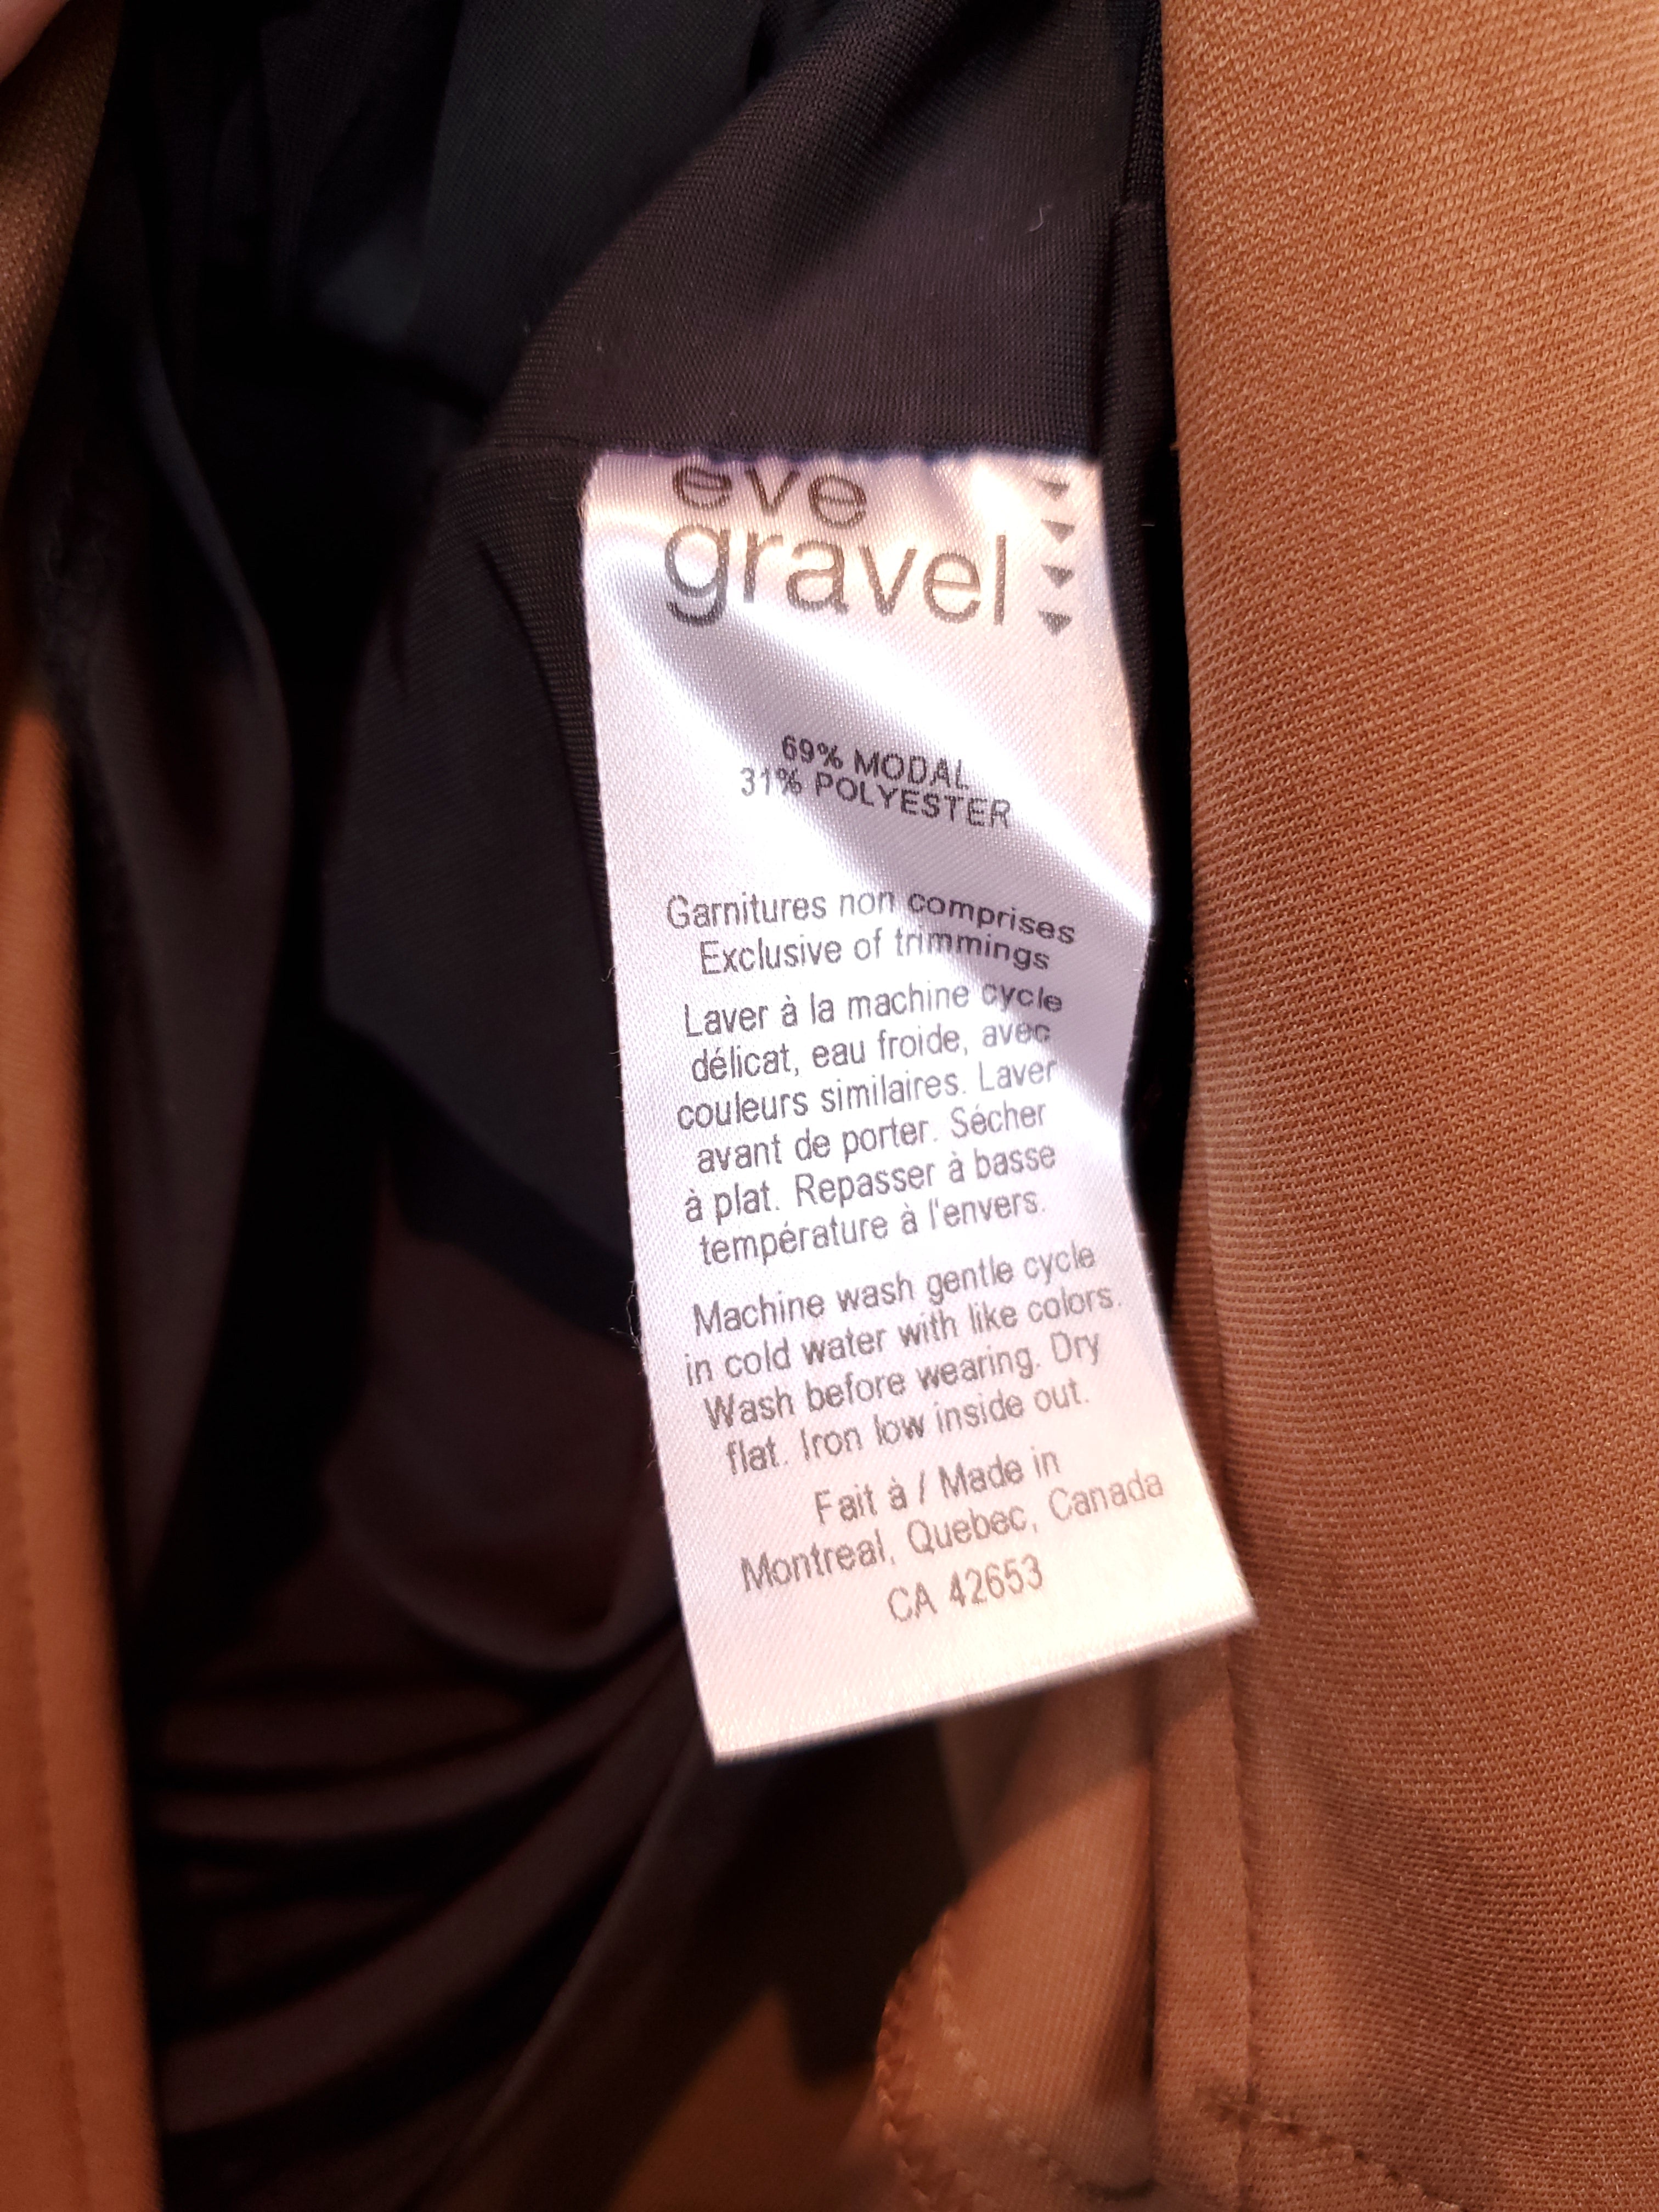 eve
gravel
69% MODAL
31% POLYESTER
Garnitures non comprises
Exclusive of trimmings
Laver à la machine cycle
délicat, eau froide, avec
couleurs similaires. Laver
avant de porter. Sécher
à plat. Repasser à basse
température à l'envers.
Machine wash gentle cycle
in cold water with like colors.
Wash before wearing. Dry
flat. Iron low inside out.
Fait à / Made in
Montreal, Quebec, Canada
CA 42653